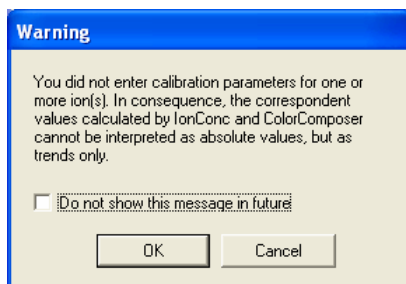 Warning
You did not enter calibration parameters for one or
more ion(s). In consequence, the correspondent
values calculated by IonConc and ColorComposer
cannot be interpreted as absolute values, but as
trends only.
Do not show this message in future
OK
Cancel